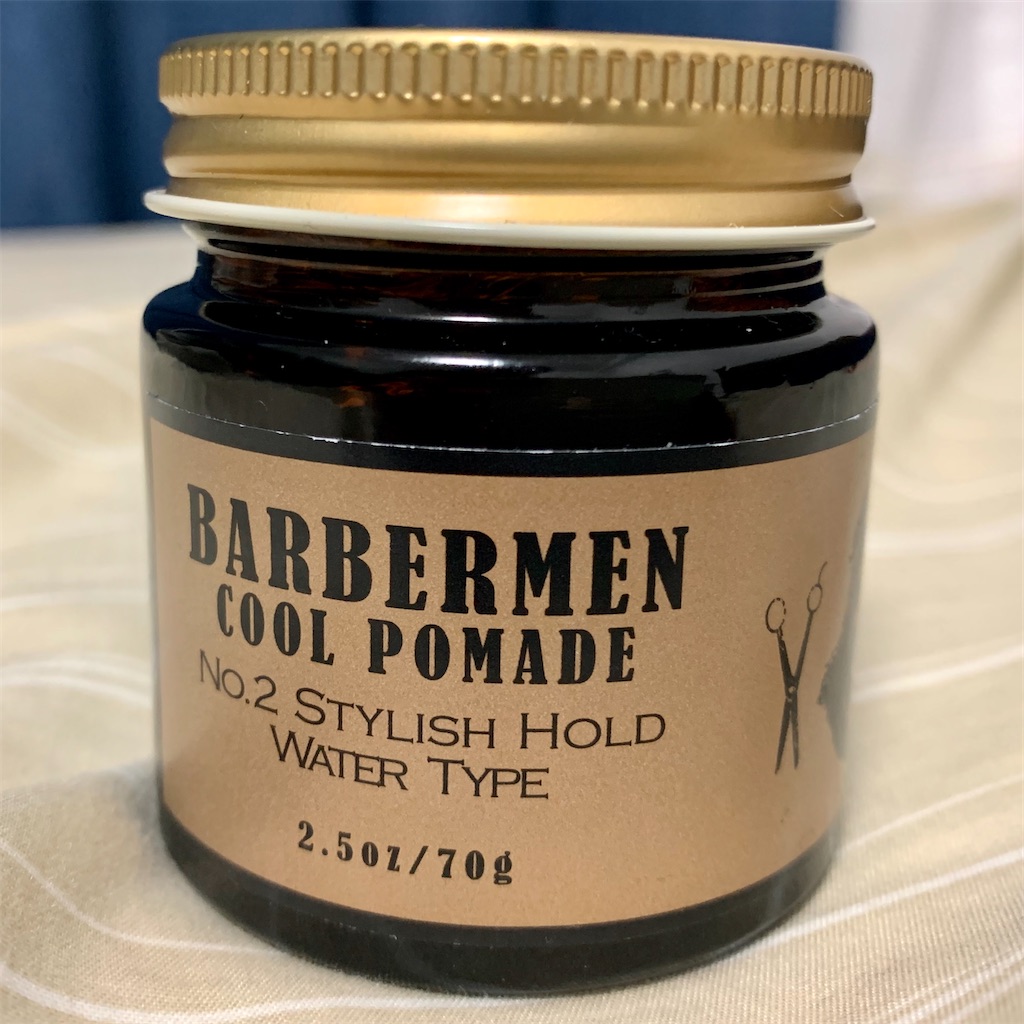 BARBERMEN
COOL POMADE
No.2 STYLISH HOLD
WATER TYPE
2.5oz/70g